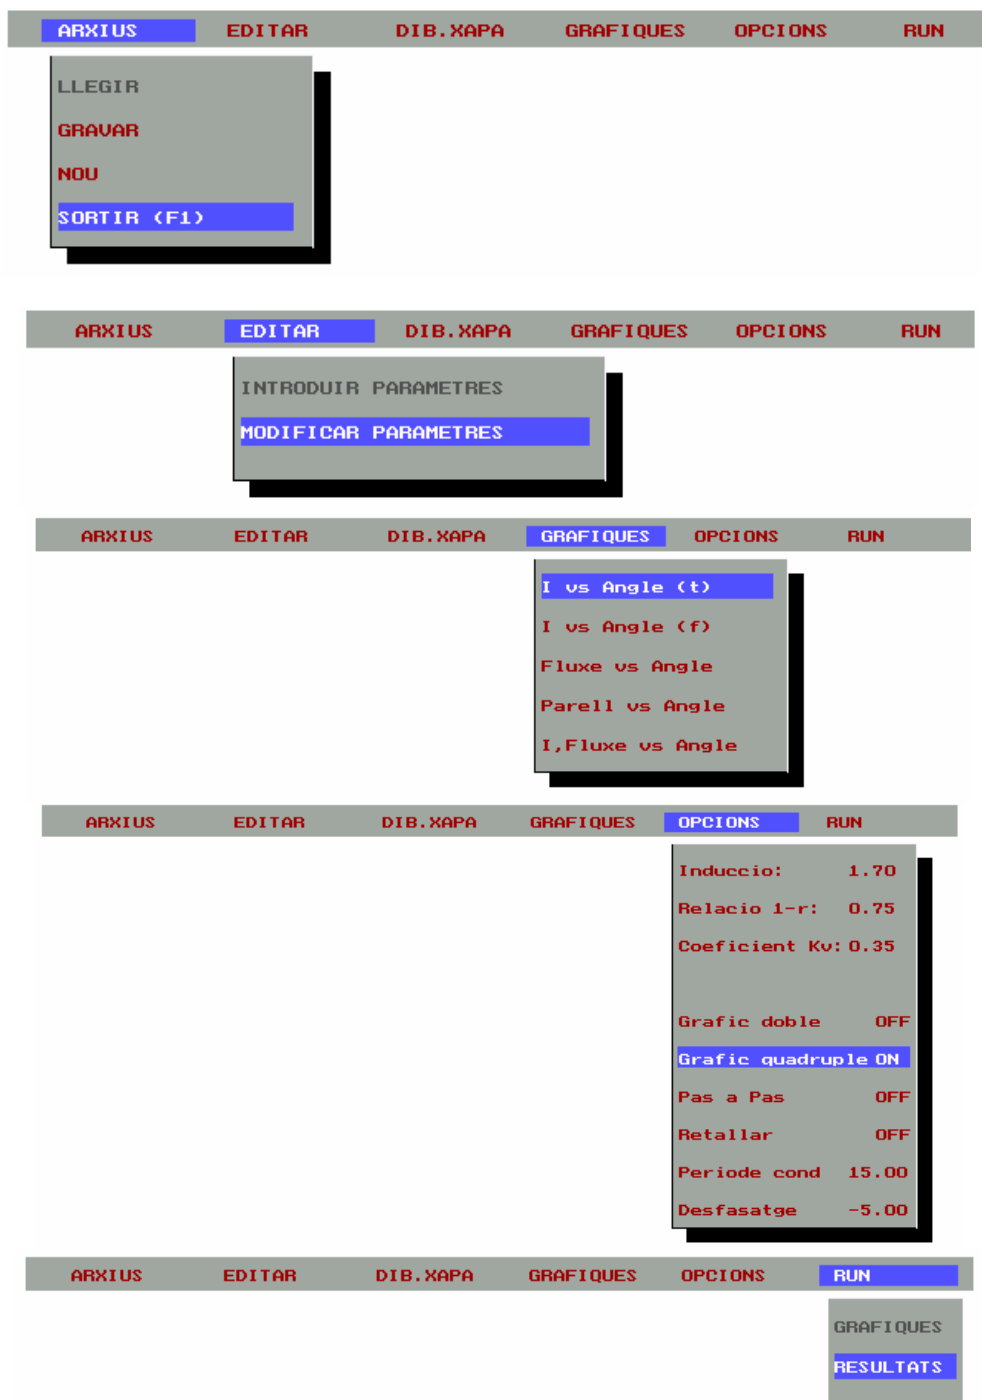 ARXIUS EDITAR DIB.XAPA GRAFIQUES OPCIONS RUN
LLEGIR
GRAVAR
NOU
SORTIR (F1)
ARXIUS EDITAR DIB.XAPA GRAFIQUES OPCIONS RUN
INTRODUIR PARAMETRES
MODIFICAR PARAMETRES
ARXIUS EDITAR DIB.XAPA GRAFIQUES OPCIONS RUN
I vs Angle (t)
I vs Angle (f)
Fluxe vs Angle
Parell vs Angle
I,Fluxe vs Angle
ARXIUS EDITAR DIB.XAPA GRAFIQUES OPCIONS RUN
Induccio: 1.70
Relacio l-r: 0.75
Coeficient Kv: 0.35
Grafic doble OFF
Grafic quadruple ON
Pas a Pas OFF
Retallar OFF
Periode cond 15.00
Desfasatge -5.00
ARXIUS EDITAR DIB.XAPA GRAFIQUES OPCIONS RUN
GRAFIQUES
RESULTATS